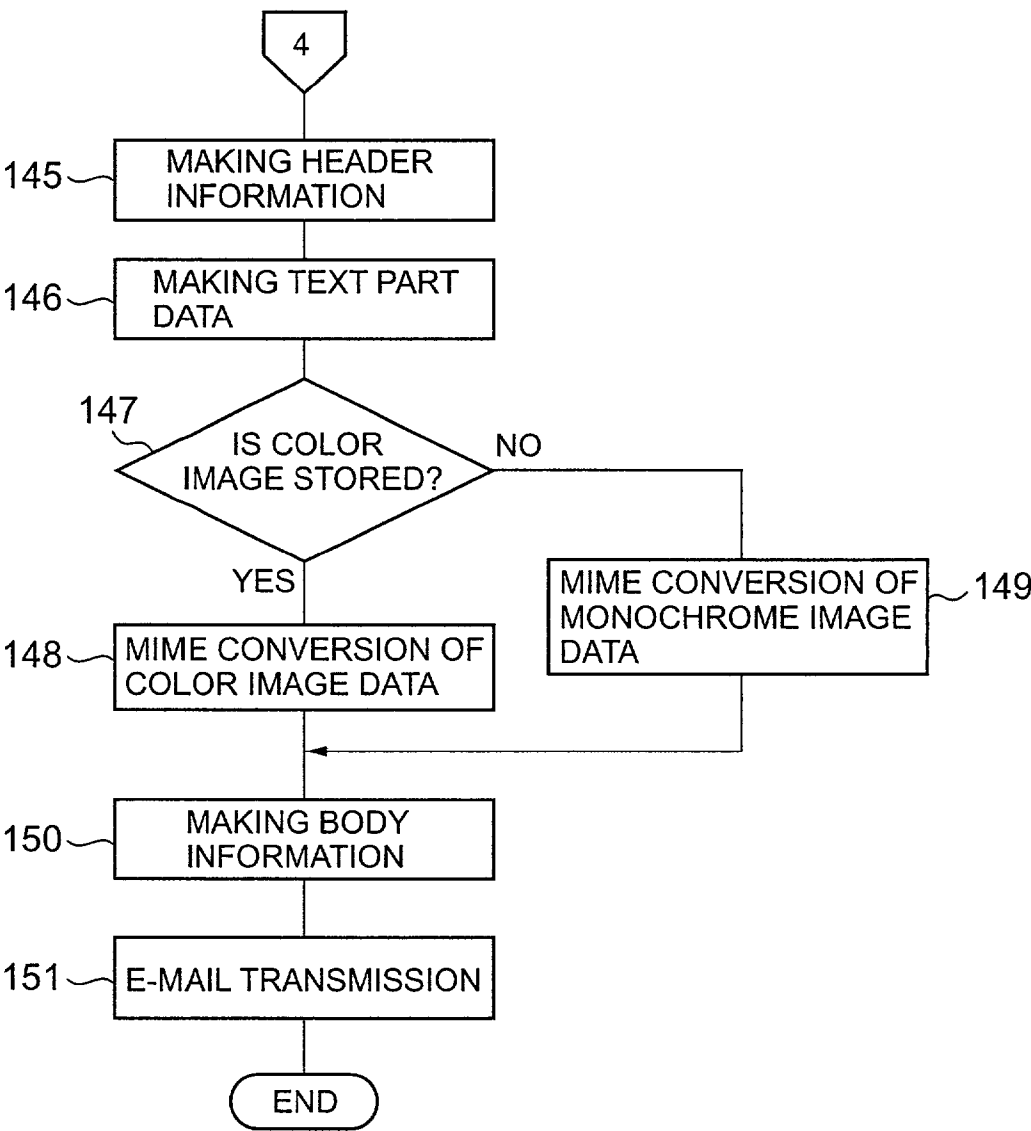 4
145
MAKING HEADER
INFORMATION
146
MAKING TEXT PART
DATA
147
IS COLOR
IMAGE STORED?
NO
YES
148
MIME CONVERSION OF
COLOR IMAGE DATA
MIME CONVERSION OF
MONOCHROME IMAGE
DATA
149
150
MAKING BODY
INFORMATION
151
E-MAIL TRANSMISSION
END